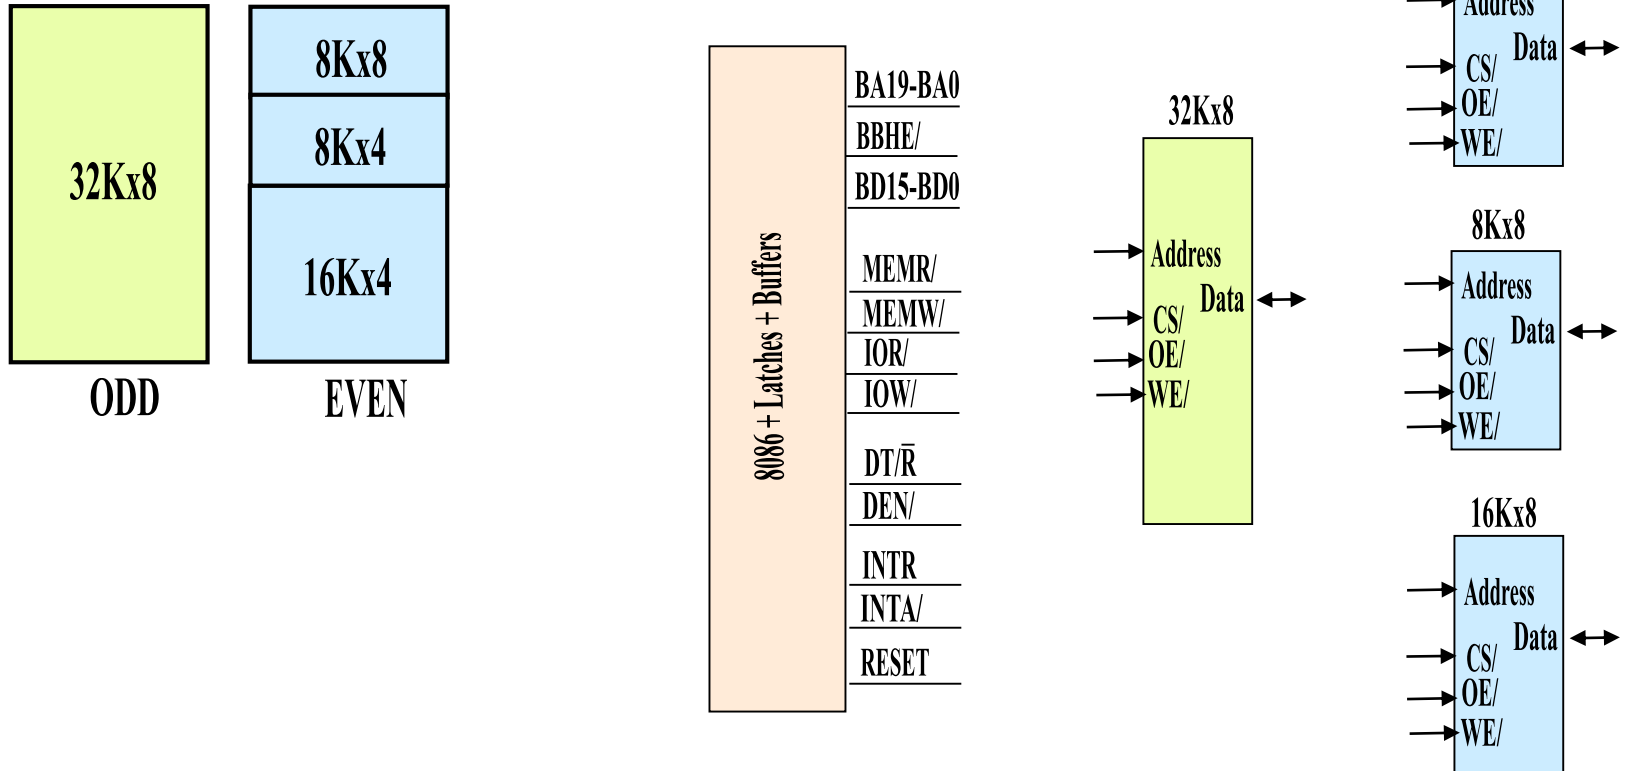 32Kx8
ODD
8Kx8
8Kx4
16Kx4
EVEN
8086 + Latches + Buffers
BA19-BA0
BBHE/
BD15-BD0
MEMR/
MEMW/
IOR/
IOW/
DT/R̅
DEN/
INTR
INTA/
RESET
32Kx8
Address
Data
CS/
OE/
WE/
Address
Data
CS/
OE/
WE/
8Kx8
Address
Data
CS/
OE/
WE/
16Kx8
Address
Data
CS/
OE/
WE/